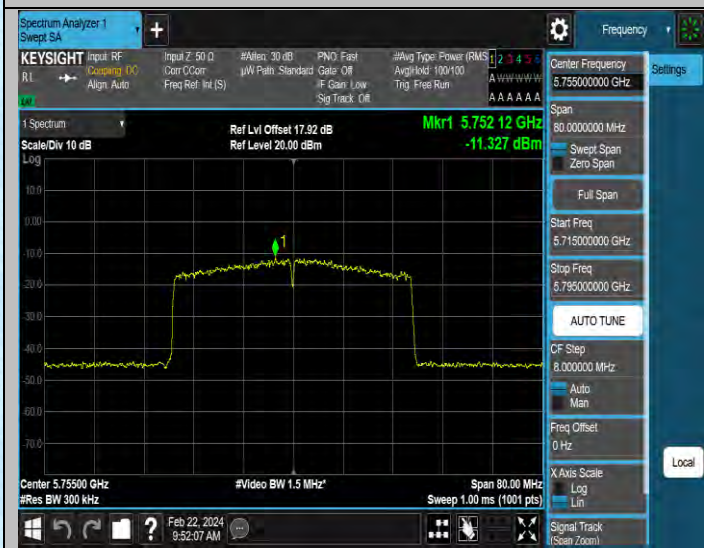 Spectrum Analyzer 1
Swept SA
Frequency
KEYSIGHT
RL
Input: RF
Coupling: DC
Align: Auto
Input Z: 50 Ω
Corr CCorr
Freq Ref: Int (S)
#Atten: 30 dB
µW Path: Standard
PNO: Fast
Gate: Off
IF Gain: Low
Sig Track: Off
#Avg Type: Power (RMS
Avg|Hold: 100/100
Trig: Free Run
1 2 3 4 5 6
A W W W W W
A A A A A A
1 Spectrum
Scale/Div 10 dB
Log
Ref Lvl Offset 17.92 dB
Ref Level 20.00 dBm
Mkr1 5.752 12 GHz
-11.327 dBm
1
10.0
0.00
-10.0
-20.0
-30.0
-40.0
-50.0
-60.0
-70.0
Center 5.75500 GHz
#Res BW 300 kHz
#Video BW 1.5 MHz*
Span 80.00 MHz
Sweep 1.00 ms (1001 pts)
Feb 22, 2024
9:52:07 AM
?
Center Frequency
5.755000000 GHz
Settings
Span
80.0000000 MHz
Swept Span
Zero Span
Full Span
Start Freq
5.715000000 GHz
Stop Freq
5.795000000 GHz
AUTO TUNE
CF Step
8.000000 MHz
Auto
Man
Freq Offset
0 Hz
X Axis Scale
Log
Lin
Local
Signal Track
(Span Zoom)